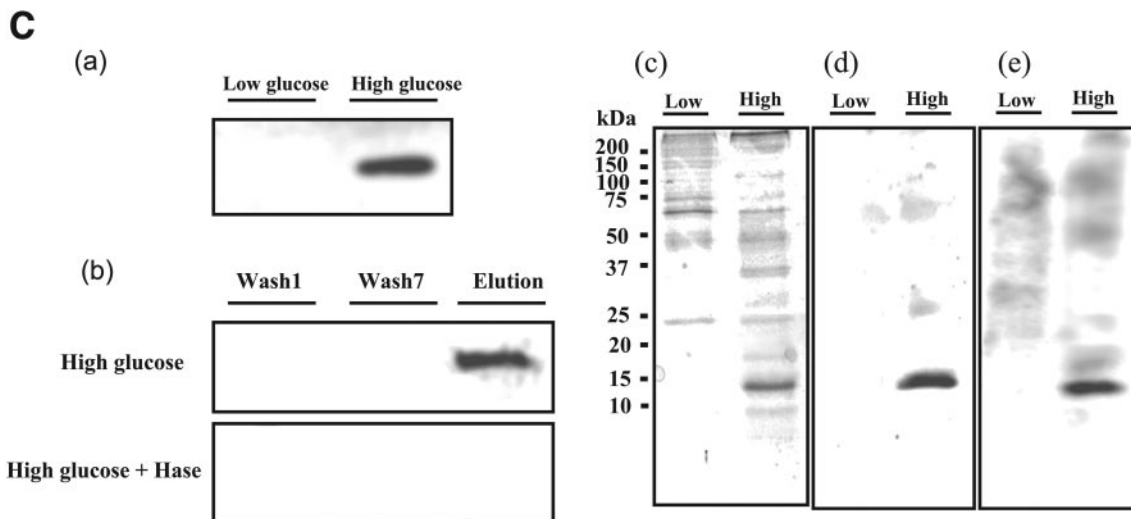 C
(a)
Low glucose High glucose
(b)
Wash1 Wash7 Elution
High glucose
High glucose + Hase
(c) (d) (e)
Low High Low High Low High
kDa
200
150
100
75
50
37
25
20
15
10